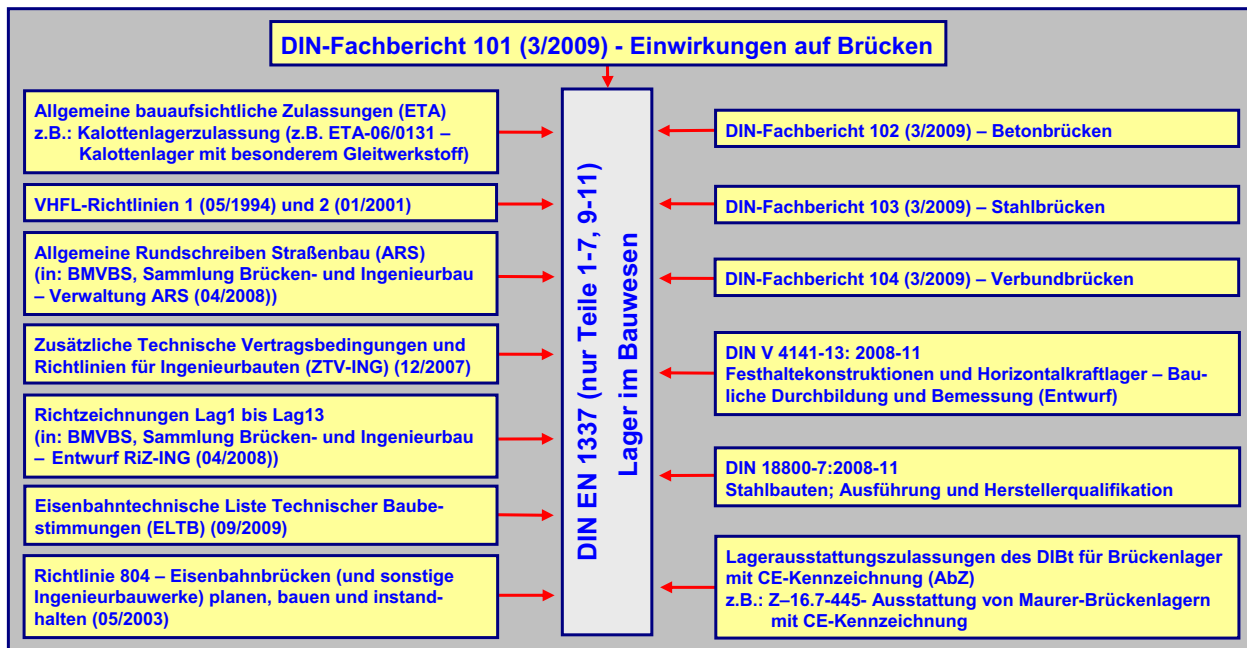 DIN-Fachbericht 101 (3/2009) - Einwirkungen auf Brücken
Allgemeine bauaufsichtliche Zulassungen (ETA)
z.B.: Kalottenlagerzulassung (z.B. ETA-06/0131 –
Kalottenlager mit besonderem Gleitwerkstoff)
VHFL-Richtlinien 1 (05/1994) und 2 (01/2001)
Allgemeine Rundschreiben Straßenbau (ARS)
(in: BMVBS, Sammlung Brücken- und Ingenieurbau
– Verwaltung ARS (04/2008))
Zusätzliche Technische Vertragsbedingungen und
Richtlinien für Ingenieurbauten (ZTV-ING) (12/2007)
Richtzeichnungen Lag1 bis Lag13
(in: BMVBS, Sammlung Brücken- und Ingenieurbau
– Entwurf RiZ-ING (04/2008))
Eisenbahntechnische Liste Technischer Baube-
stimmungen (ELTB) (09/2009)
Richtlinie 804 – Eisenbahnbrücken (und sonstige
Ingenieurbauwerke) planen, bauen und instand-
halten (05/2003)
DIN EN 1337 (nur Teile 1-7, 9-11)
Lager im Bauwesen
DIN-Fachbericht 102 (3/2009) – Betonbrücken
DIN-Fachbericht 103 (3/2009) – Stahlbrücken
DIN-Fachbericht 104 (3/2009) – Verbundbrücken
DIN V 4141-13: 2008-11
Festhaltekonstruktionen und Horizontalkraftlager – Bau-
liche Durchbildung und Bemessung (Entwurf)
DIN 18800-7:2008-11
Stahlbauten; Ausführung und Herstellerqualifikation
Lagerausstattungszulassungen des DIBt für Brückenlager
mit CE-Kennzeichnung (AbZ)
z.B.: Z–16.7-445- Ausstattung von Maurer-Brückenlagern
mit CE-Kennzeichnung